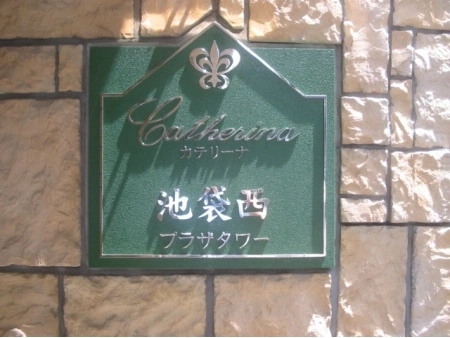 Catherina
カテリーナ
池袋西
プラザタワー